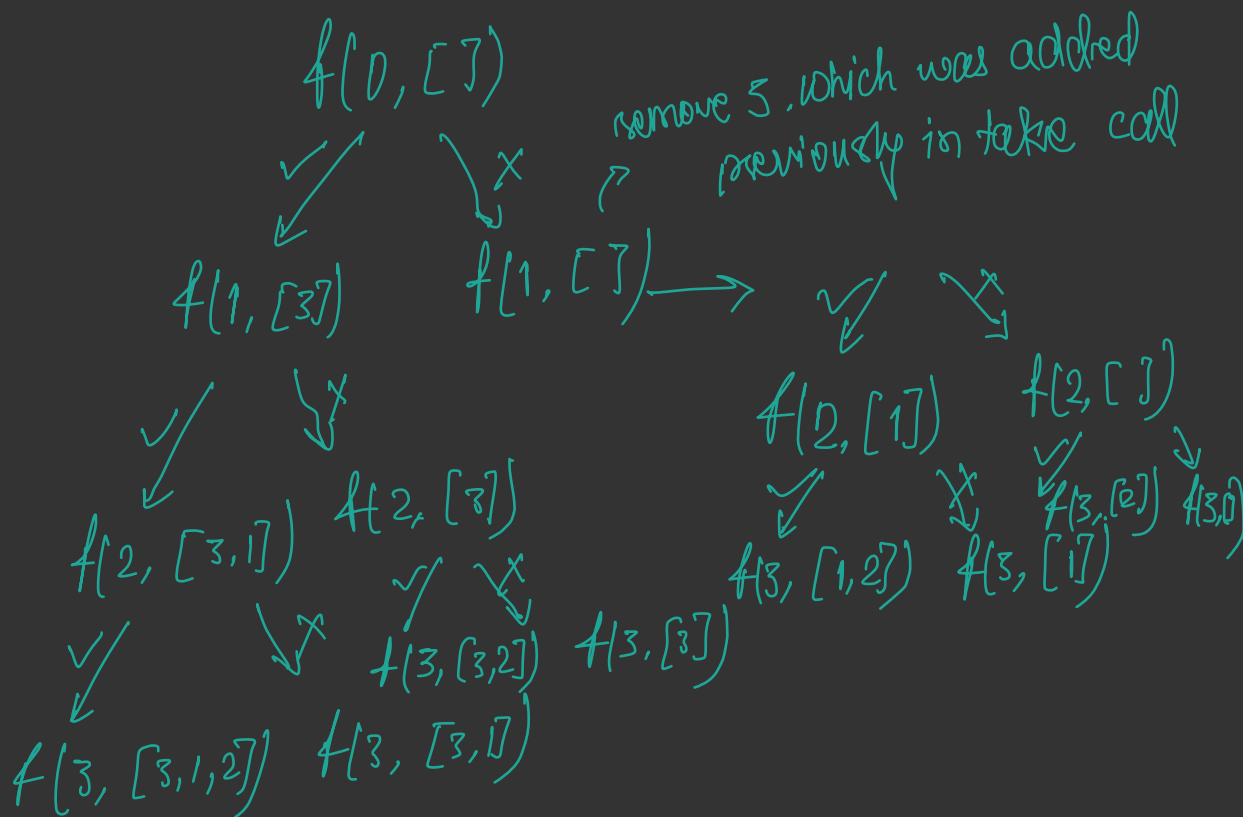 f(0, [])
remove 3, which was added
previously in take call
f(1, [3]) f(1, [])
f(2, [1]) f(2, [])
f(2, [3,1]) f(2, [3])
f(3, [1,2]) f(3, [1]) f(3, [2]) f(3, [])
f(3, [3,2]) f(3, [3])
f(3, [3,1,2]) f(3, [3,1])